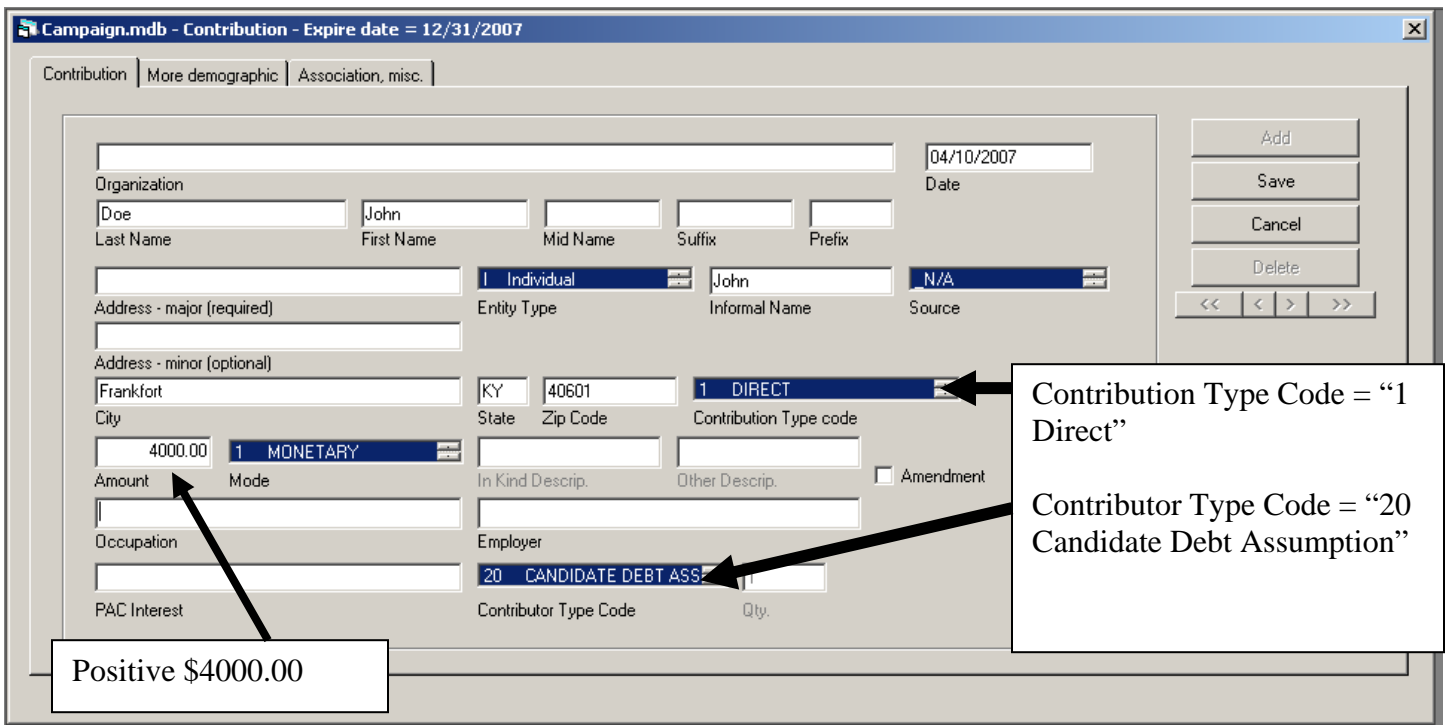 Campaign.mdb - Contribution - Expire date = 12/31/2007
Contribution More demographic Association, misc.
Add
04/10/2007
Organization Date
Save
Doe John
Last Name First Name Mid Name Suffix Prefix
Cancel
I Individual John _N/A
Delete
Address - major (required) Entity Type Informal Name Source
<< < > >>
Address - minor (optional)
Frankfort KY 40601 1 DIRECT
City State Zip Code Contribution Type code
4000.00 1 MONETARY
Amount Mode In Kind Descrip. Other Descrip. Amendment
Occupation Employer
20 CANDIDATE DEBT ASS
PAC Interest Contributor Type Code Qty.
Contribution Type Code = “1
Direct”
Contributor Type Code = “20
Candidate Debt Assumption”
Positive $4000.00